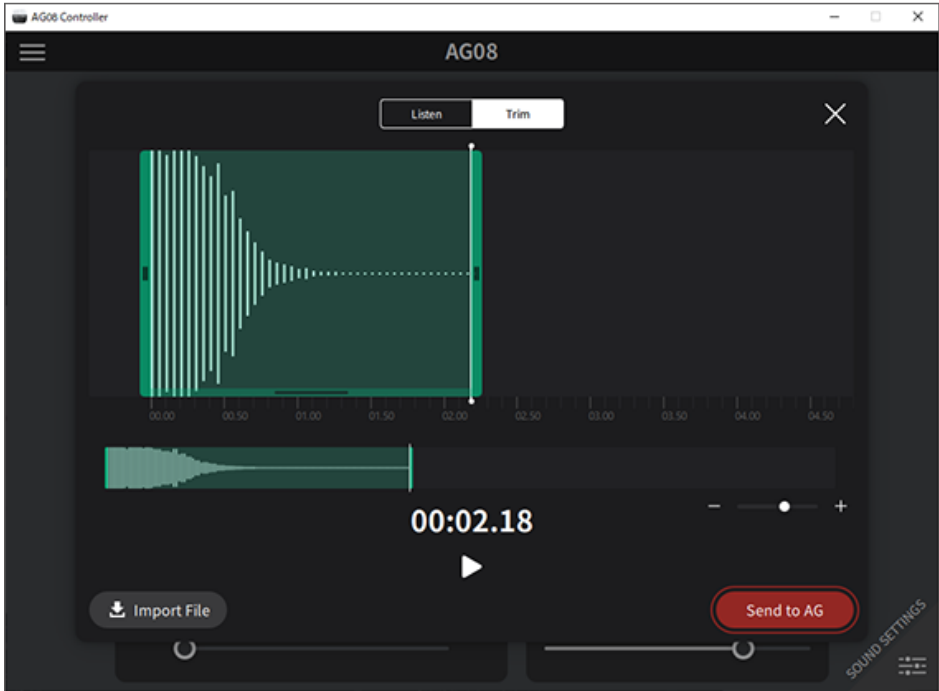 AG08 Controller
AG08
Listen
Trim
00.00 00.50 01.00 01.50 02.00 02.50 03.00 03.50 04.00 04.50
00:02.18
Import File
Send to AG
SOUND SETTINGS